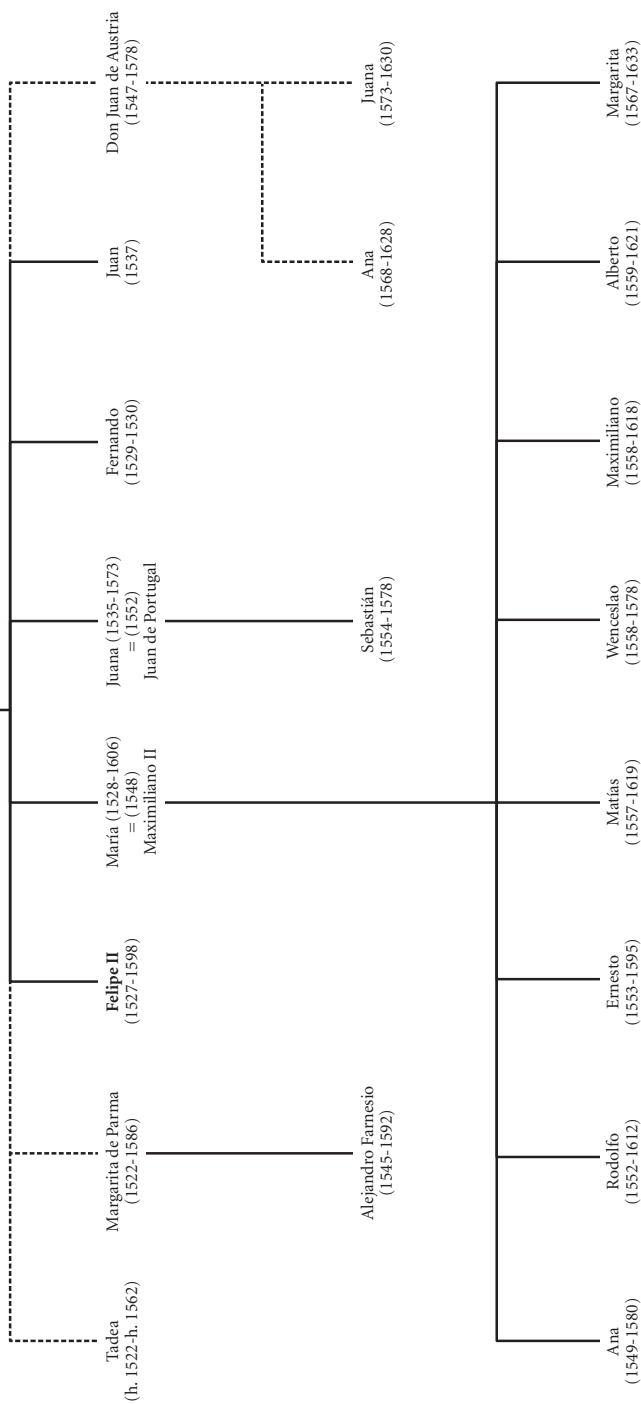 Tadea
(h. 1522-h. 1562)
Margarita de Parma
(1522-1586)
Felipe II
(1527-1598)
María (1528-1606)
= (1548)
Maximiliano II
Juana (1535-1573)
= (1552)
Juan de Portugal
Fernando
(1529-1530)
Juan
(1537)
Don Juan de Austria
(1547-1578)
Alejandro Farnesio
(1545-1592)
Sebastián
(1554-1578)
Ana
(1568-1628)
Juana
(1573-1630)
Ana
(1549-1580)
Rodolfo
(1552-1612)
Ernesto
(1553-1595)
Matías
(1557-1619)
Wenceslao
(1558-1578)
Maximiliano
(1558-1618)
Alberto
(1559-1621)
Margarita
(1567-1633)